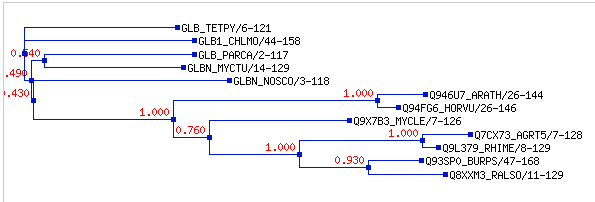 GLB_TETPY/6-121
GLB1_CHLMO/44-158
0.640
GLB_PARCA/2-117
GLBN_MYCTU/14-129
.490
GLBN_NOSCO/3-118
0.430
1.000
Q946U7_ARATH/26-144
Q94FG6_HORVU/26-146
1.000
Q9X7B3_MYCLE/7-126
0.760
Q7CX73_AGRT5/7-128
1.000
Q9L379_RHIME/8-129
1.000
Q93SP0_BURPS/47-168
0.930
Q8XXM3_RALSO/11-129